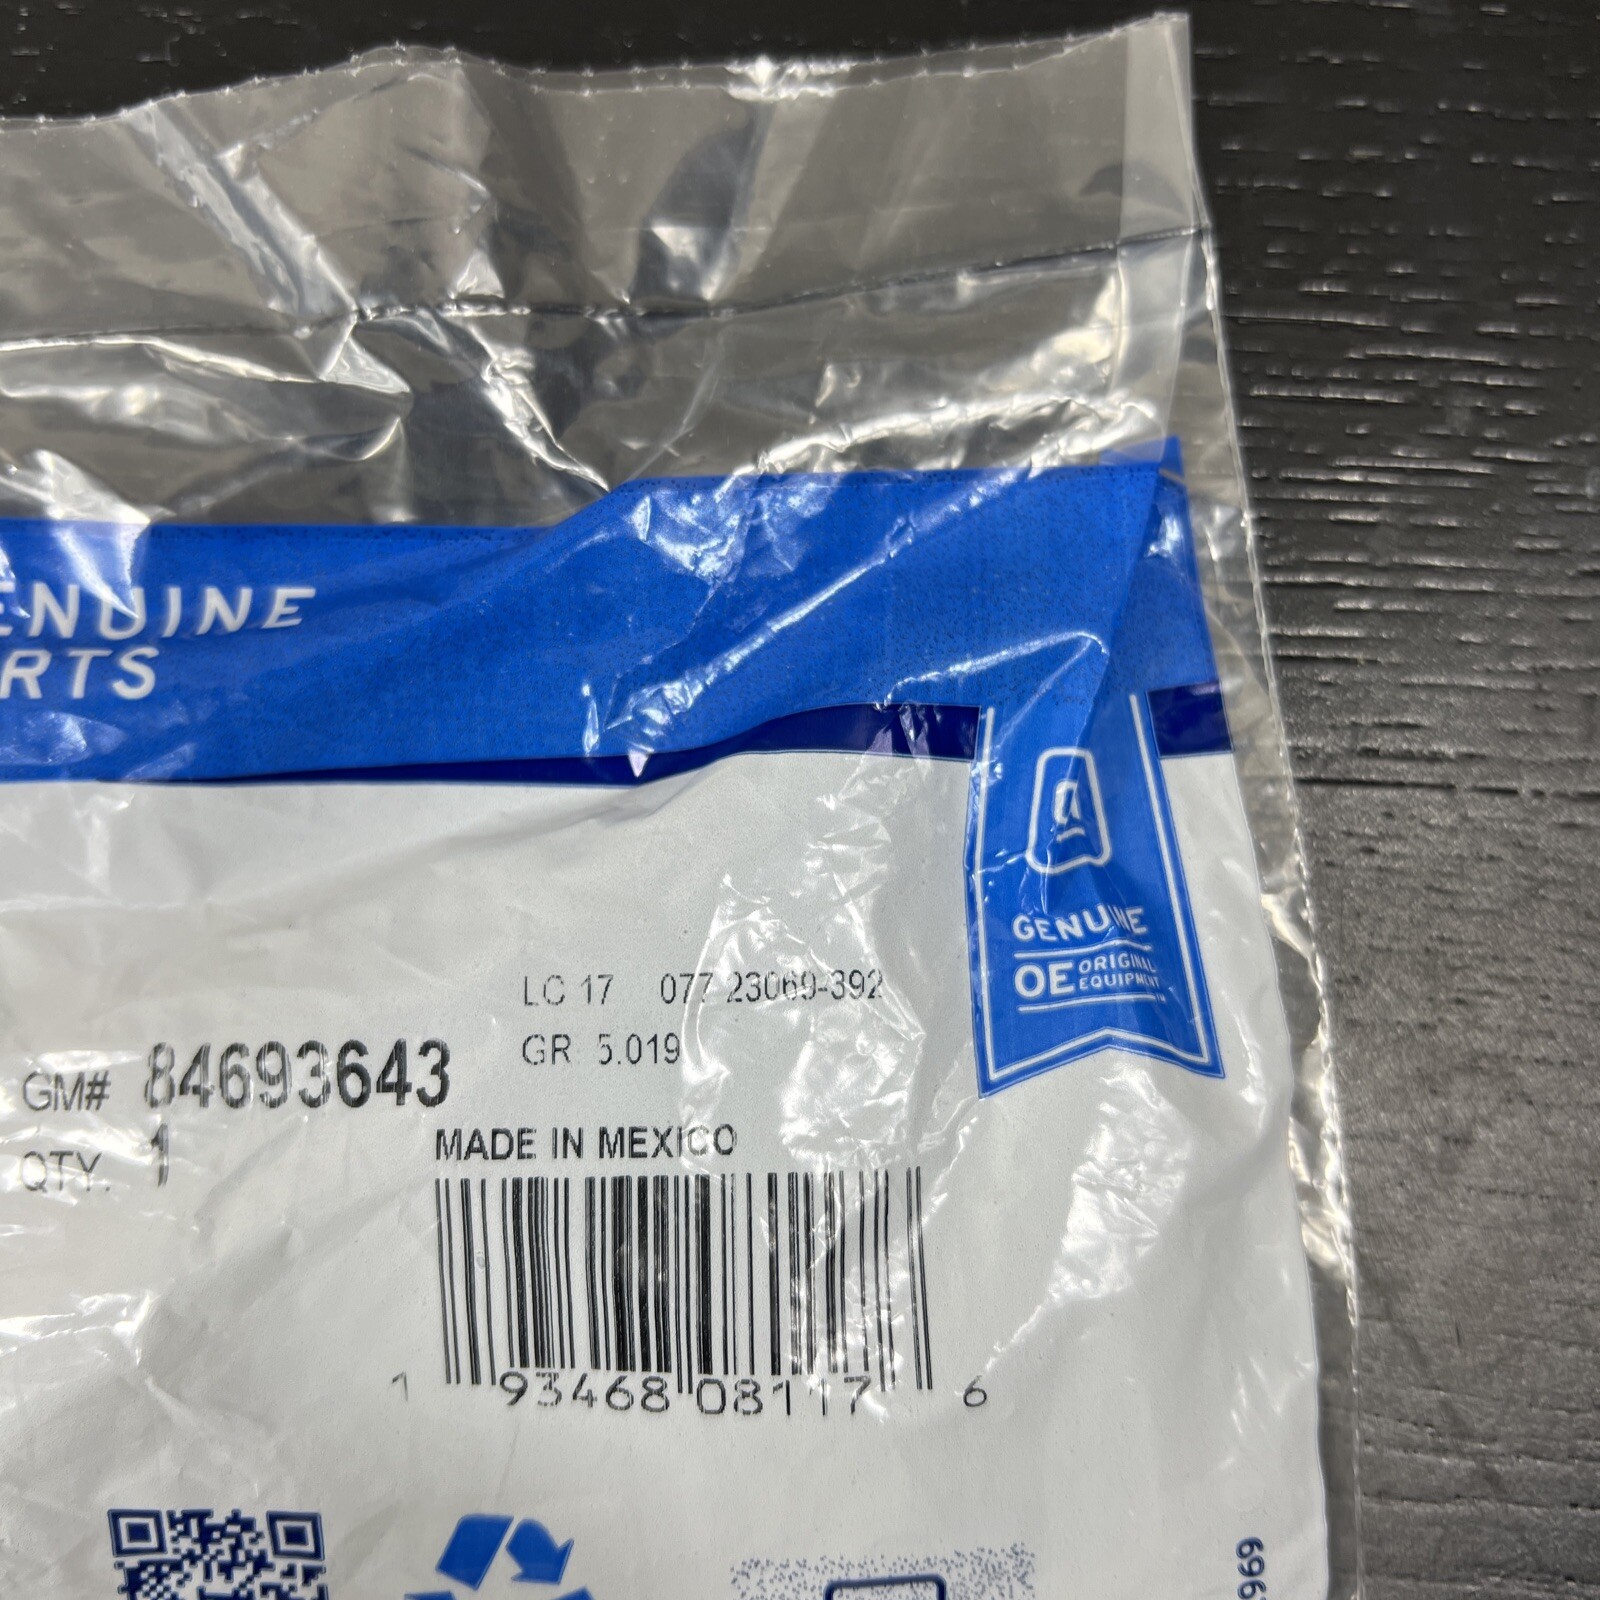 ENUINE
RTS
a
GENUINE
OE ORIGINAL EQUIPMENT
LC 17 077 23069-392
GR 5.019
GM# 84693643
QTY. 1
MADE IN MEXICO
1 93468 08117 6
969